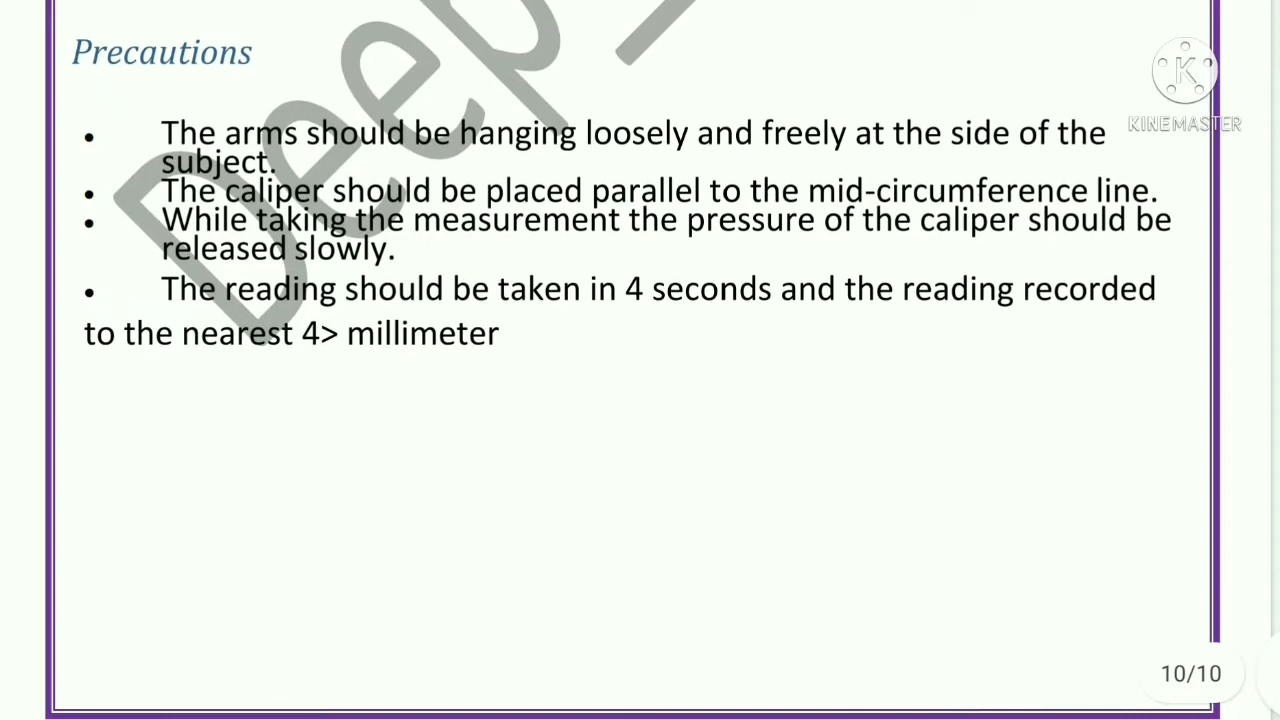 Precautions
• The arms should be hanging loosely and freely at the side of the
subject.
• The caliper should be placed parallel to the mid-circumference line.
• While taking the measurement the pressure of the caliper should be
released slowly.
• The reading should be taken in 4 seconds and the reading recorded
to the nearest 4> millimeter
Deep_
K
KINEMASTER
10/10